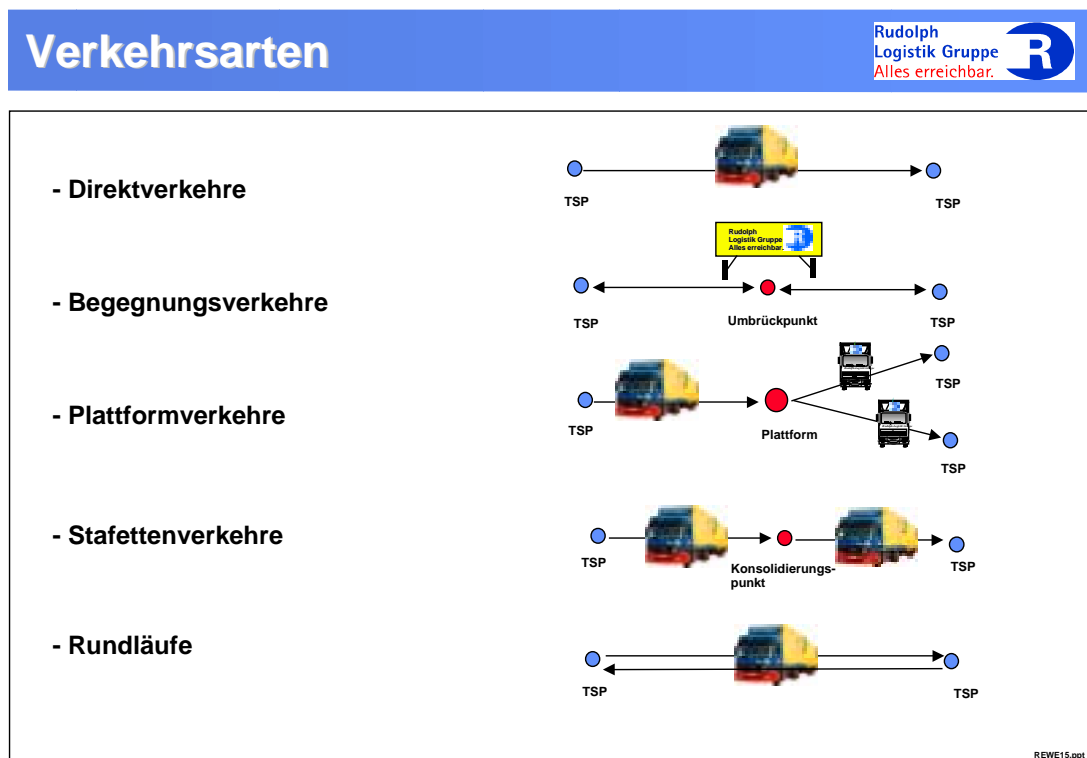 Verkehrsarten
Rudolph
Logistik Gruppe
Alles erreichbar.
R
- Direktverkehre
TSP
TSP
Rudolph
Logistik Gruppe
Alles erreichbar.
R
- Begegnungsverkehre
TSP
Umbrückpunkt
TSP
- Plattformverkehre
TSP
Plattform
TSP
TSP
- Stafettenverkehre
TSP
Konsolidierungs-
punkt
TSP
- Rundläufe
TSP
TSP
REWE15.ppt